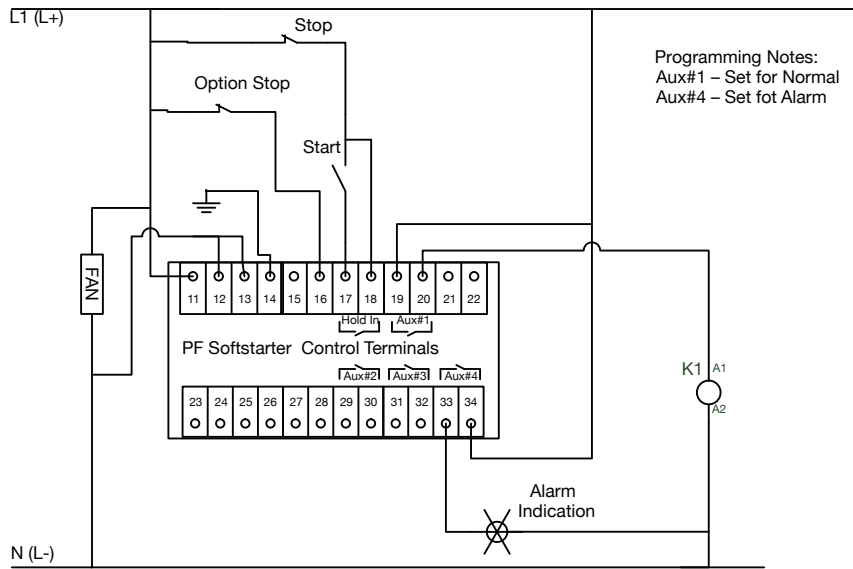 L1 (L+)
Stop
Programming Notes:
Aux#1 – Set for Normal
Aux#4 – Set fot Alarm
Option Stop
Start
FAN
11 12 13 14 15 16 17 18 19 20 21 22
Hold In Aux#1
PF Softstarter Control Terminals
Aux#2 Aux#3 Aux#4
K1 A1
A2
23 24 25 26 27 28 29 30 31 32 33 34
Alarm
Indication
N (L-)